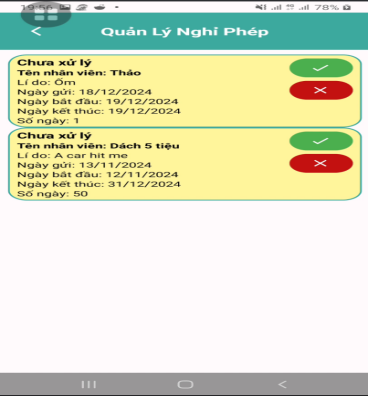 19:56 78%
Quản Lý Nghỉ Phép
Chưa xử lý
Tên nhân viên: Thảo
Lí do: Ốm
Ngày gửi: 18/12/2024
Ngày bắt đầu: 19/12/2024
Ngày kết thúc: 19/12/2024
Số ngày: 1
Chưa xử lý
Tên nhân viên: Dách 5 tiệu
Lí do: A car hit me
Ngày gửi: 13/11/2024
Ngày bắt đầu: 12/11/2024
Ngày kết thúc: 31/12/2024
Số ngày: 50